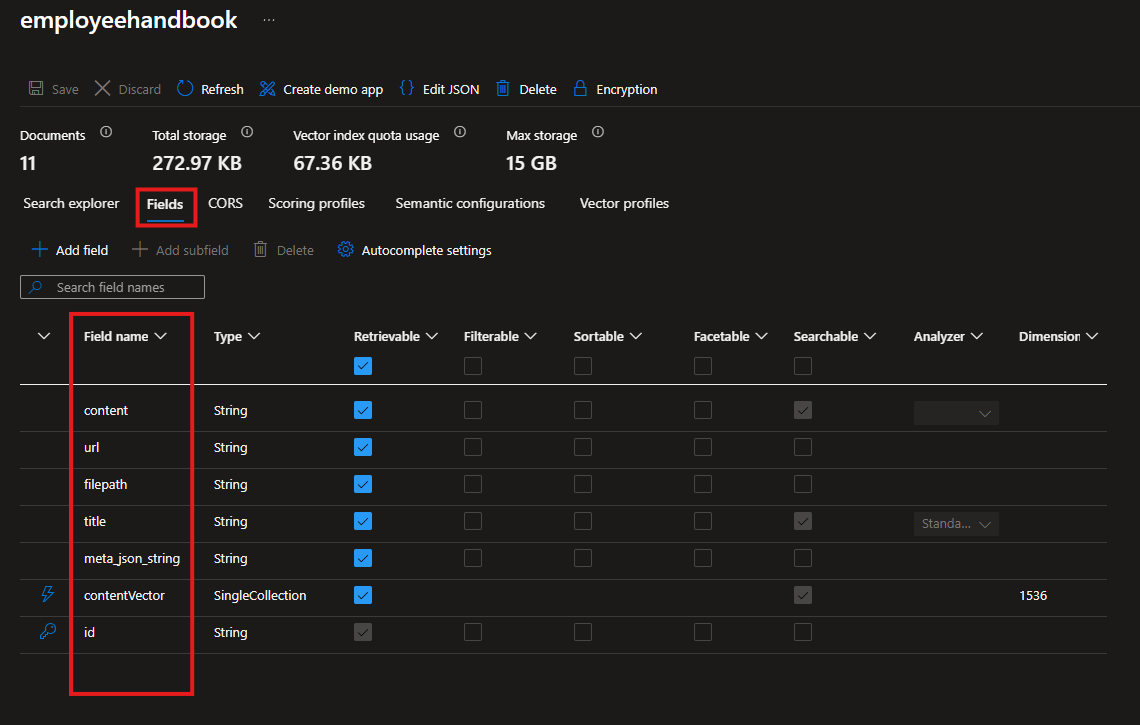 employeehandbook ...
Save Discard Refresh Create demo app Edit JSON Delete Encryption
Documents Total storage Vector index quota usage Max storage
11 272.97 KB 67.36 KB 15 GB
Search explorer Fields CORS Scoring profiles Semantic configurations Vector profiles
Add field Add subfield Delete Autocomplete settings
Search field names
Field name Type Retrievable Filterable Sortable Facetable Searchable Analyzer Dimension
content String
url String
filepath String
title String Standa...
meta_json_string String
contentVector SingleCollection 1536
id String